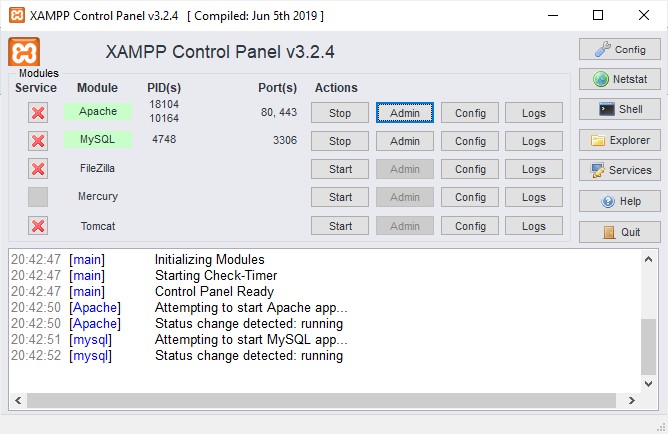 XAMPP Control Panel v3.2.4 [ Compiled: Jun 5th 2019 ]
XAMPP Control Panel v3.2.4
Config
Modules
Service Module PID(s) Port(s) Actions
Netstat
Apache 18104 10164 80, 443 Stop Admin Config Logs
Shell
MySQL 4748 3306 Stop Admin Config Logs
Explorer
FileZilla Start Admin Config Logs
Services
Mercury Start Admin Config Logs
Help
Tomcat Start Admin Config Logs
Quit
20:42:47 [main] Initializing Modules
20:42:47 [main] Starting Check-Timer
20:42:47 [main] Control Panel Ready
20:42:50 [Apache] Attempting to start Apache app...
20:42:50 [Apache] Status change detected: running
20:42:51 [mysql] Attempting to start MySQL app...
20:42:52 [mysql] Status change detected: running